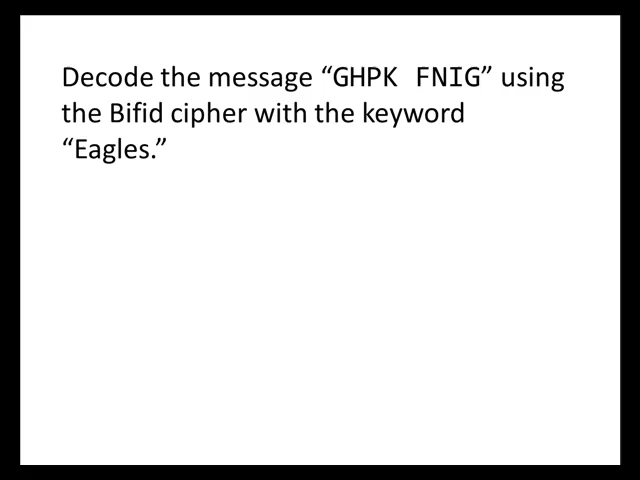 Decode the message “GHPK FNIG” using
the Bifid cipher with the keyword
“Eagles.”